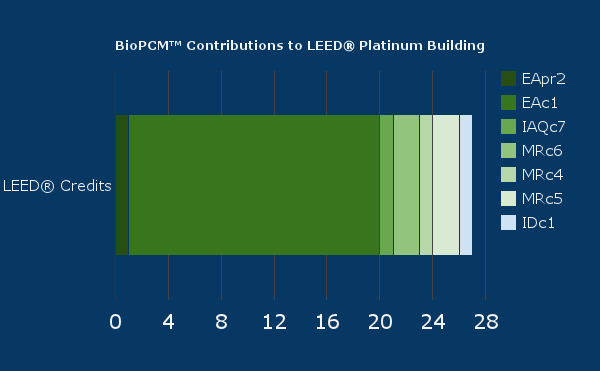 BioPCM™ Contributions to LEED® Platinum Building
EApr2
EAc1
IAQc7
MRc6
MRc4
MRc5
IDc1
LEED® Credits
0 4 8 12 16 20 24 28